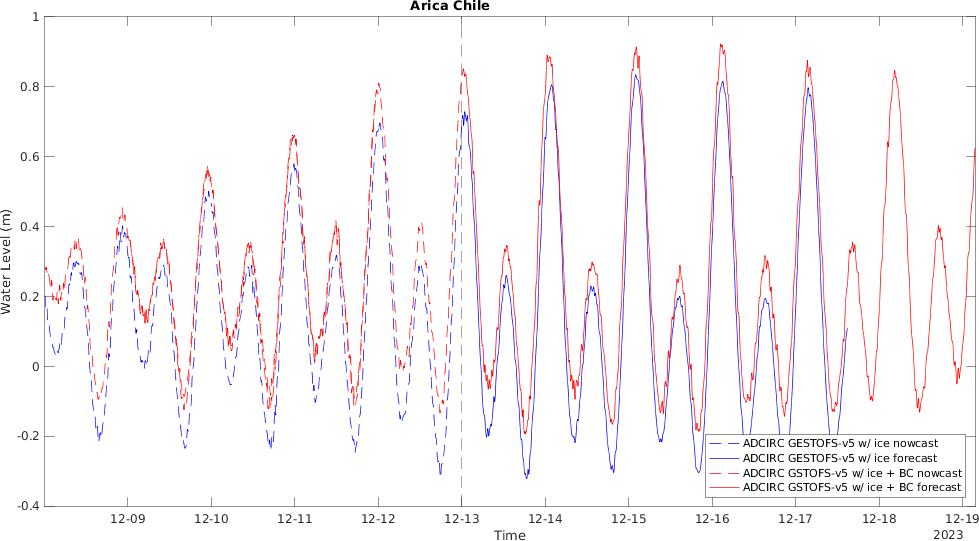 Arica Chile
Water Level (m)
1
0.8
0.6
0.4
0.2
0
-0.2
-0.4
ADCIRC GESTOFS-v5 w/ ice nowcast
ADCIRC GESTOFS-v5 w/ ice forecast
ADCIRC GSTOFS-v5 w/ ice + BC nowcast
ADCIRC GSTOFS-v5 w/ ice + BC forecast
12-09 12-10 12-11 12-12 12-13 12-14 12-15 12-16 12-17 12-18 12-19
Time
2023